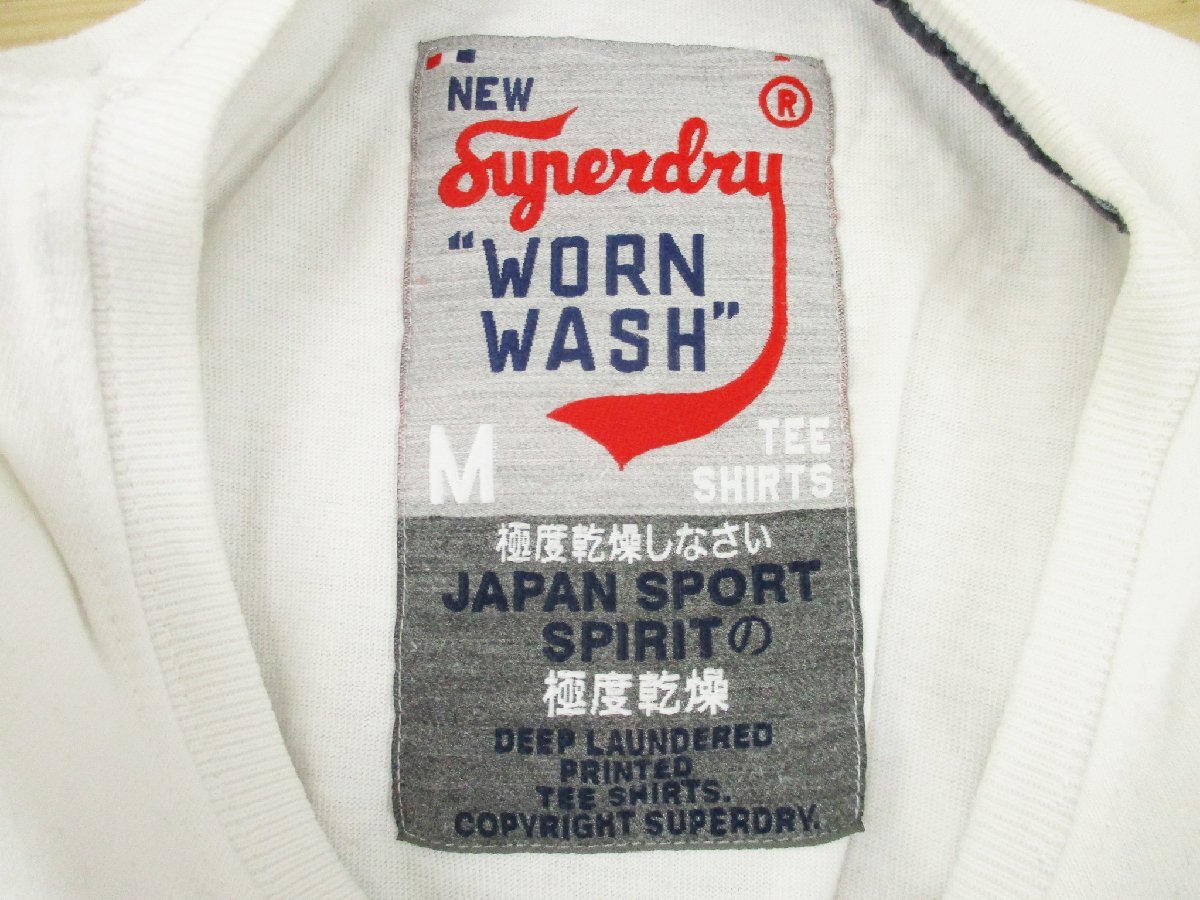 NEW ®
Superdry
“WORN
WASH”
M TEE
SHIRTS
極度乾燥しなさい
JAPAN SPORT
SPIRITの
極度乾燥
DEEP LAUNDERED
PRINTED
TEE SHIRTS.
COPYRIGHT SUPERDRY.